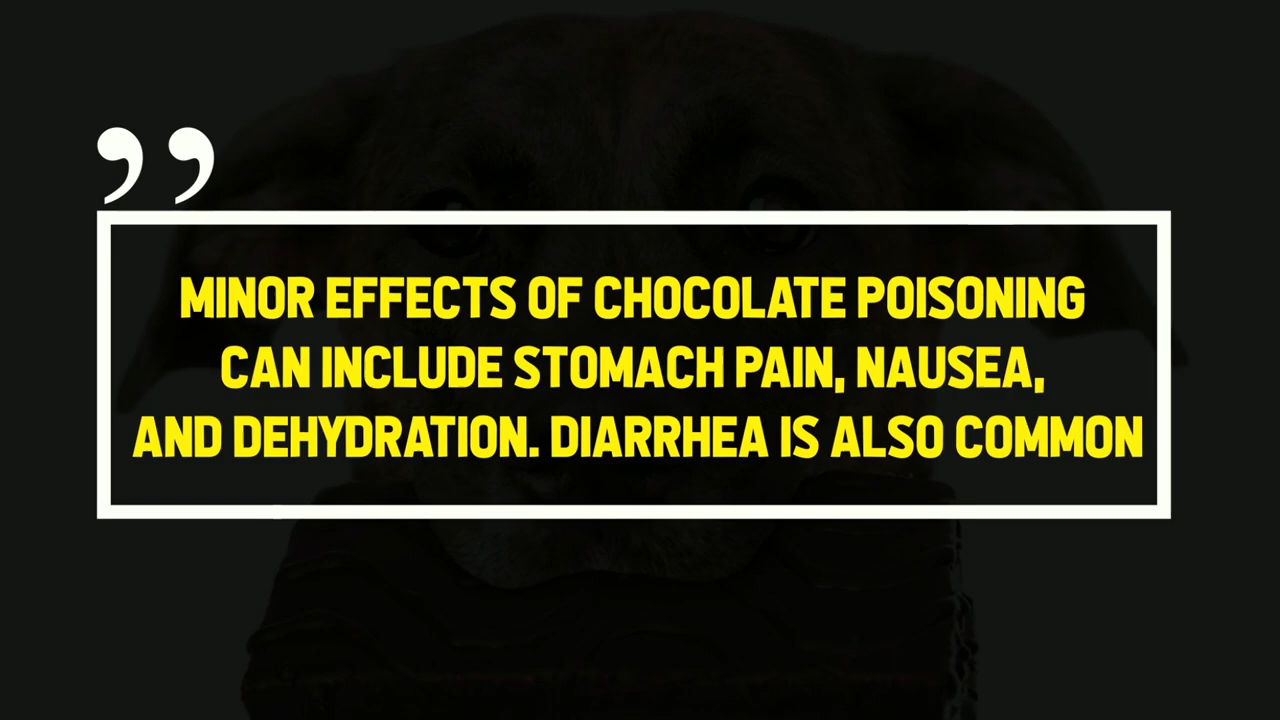 ”
MINOR EFFECTS OF CHOCOLATE POISONING
CAN INCLUDE STOMACH PAIN, NAUSEA,
AND DEHYDRATION. DIARRHEA IS ALSO COMMON